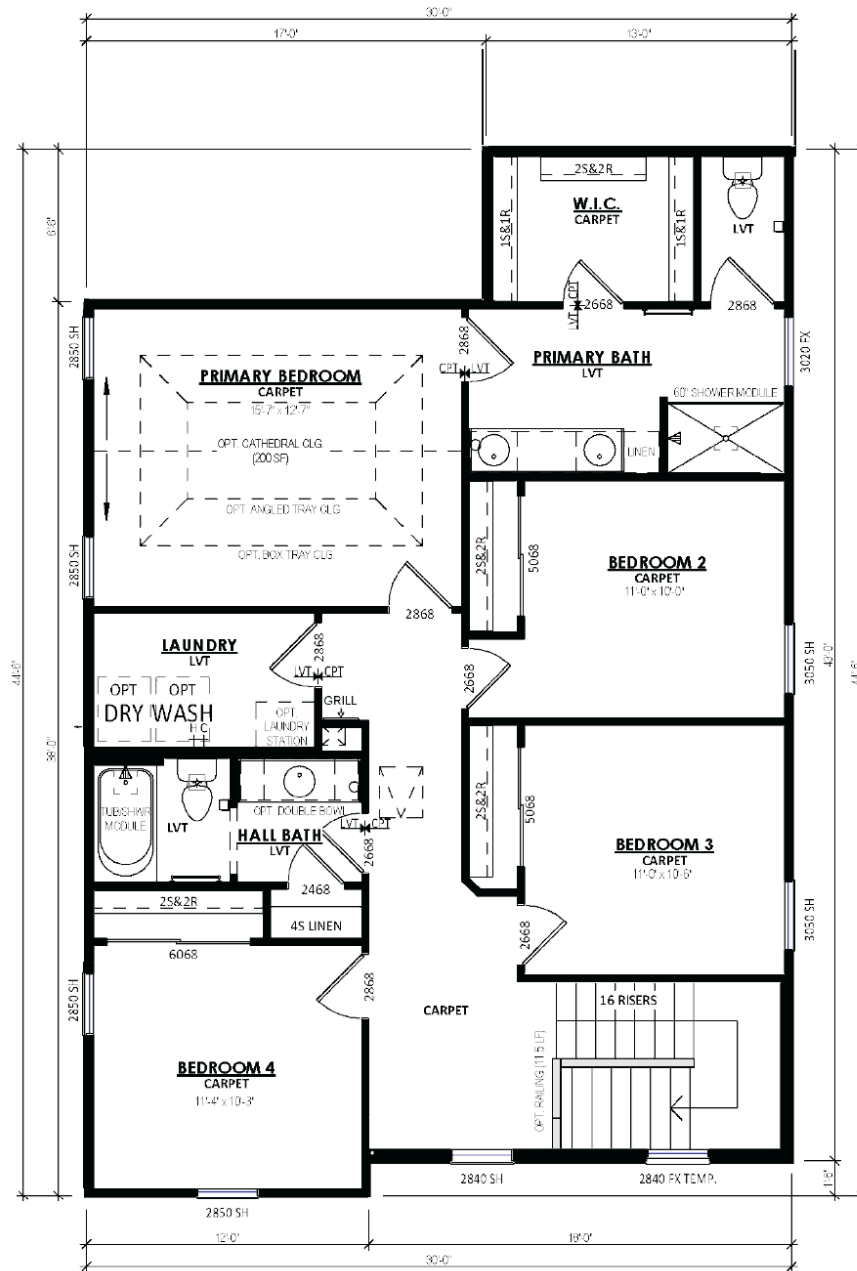 30'-0"
17'-0"
13'-0"
2S&2R
W.I.C.
CARPET
1S&1R
1S&1R
LVT
6'-6"
CPT
LVT
2668
2868
2850 SH
2868
PRIMARY BATH
LVT
3020 FX
PRIMARY BEDROOM
CARPET
15'-7" x 12'-7"
CPT
LVT
60" SHOWER MODULE
OPT. CATHEDRAL CLG.
(200 SF)
LINEN
OPT. ANGLED TRAY CLG.
OPT. BOX TRAY CLG.
2850 SH
2S&2R
5068
BEDROOM 2
CARPET
11'-0" x 10'-0"
2868
LAUNDRY
LVT
2868
LVT
CPT
2668
3050 SH
43'-0"
44'-6"
44'-6"
OPT
DRY
OPT
WASH
H C
OPT.
LAUNDRY
STATION
GRILL
38'-0"
TUB/SHWR
MODULE
LVT
OPT. DOUBLE BOWL
HALL BATH
LVT
LVT
CPT
2668
2S&2R
5068
BEDROOM 3
CARPET
11'-0" x 10'-6"
2468
2S&2R
4S LINEN
6068
2668
3050 SH
2850 SH
2868
CARPET
16 RISERS
BEDROOM 4
CARPET
11'-4" x 10'-3"
OPT. RAILING (11.5 LF)
2840 SH
2840 FX TEMP.
1'-6"
2850 SH
12'-0"
18'-0"
30'-0"